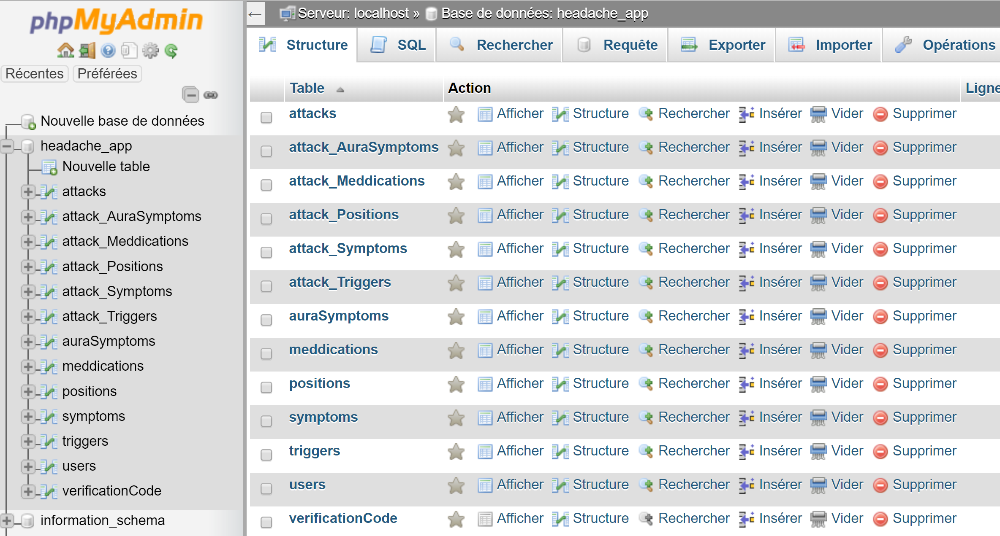 phpMyAdmin
Récentes Préférées
Nouvelle base de données
headache_app
Nouvelle table
attacks
attack_AuraSymptoms
attack_Meddications
attack_Positions
attack_Symptoms
attack_Triggers
auraSymptoms
meddications
positions
symptoms
triggers
users
verificationCode
information_schema
Serveur: localhost » Base de données: headache_app
Structure SQL Rechercher Requête Exporter Importer Opérations
Table Action Ligne
attacks Afficher Structure Rechercher Insérer Vider Supprimer
attack_AuraSymptoms Afficher Structure Rechercher Insérer Vider Supprimer
attack_Meddications Afficher Structure Rechercher Insérer Vider Supprimer
attack_Positions Afficher Structure Rechercher Insérer Vider Supprimer
attack_Symptoms Afficher Structure Rechercher Insérer Vider Supprimer
attack_Triggers Afficher Structure Rechercher Insérer Vider Supprimer
auraSymptoms Afficher Structure Rechercher Insérer Vider Supprimer
meddications Afficher Structure Rechercher Insérer Vider Supprimer
positions Afficher Structure Rechercher Insérer Vider Supprimer
symptoms Afficher Structure Rechercher Insérer Vider Supprimer
triggers Afficher Structure Rechercher Insérer Vider Supprimer
users Afficher Structure Rechercher Insérer Vider Supprimer
verificationCode Afficher Structure Rechercher Insérer Vider Supprimer